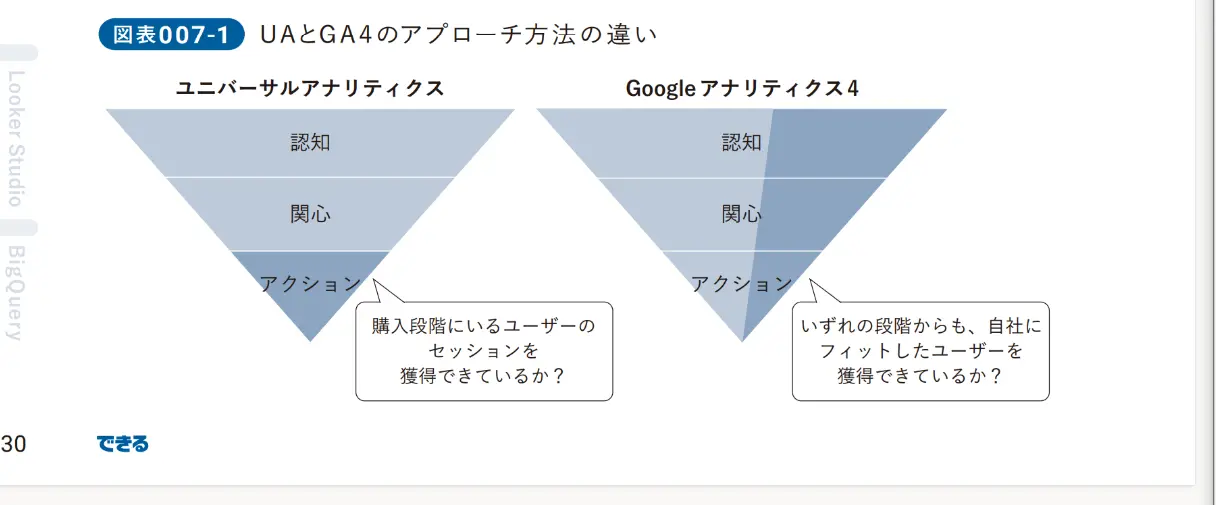 図表007-1 UAとGA4のアプローチ方法の違い
ユニバーサルアナリティクス
認知
関心
アクション
購入段階にいるユーザーの
セッションを
獲得できているか？
Googleアナリティクス4
認知
関心
アクション
いずれの段階からも、自社に
フィットしたユーザーを
獲得できているか？
Looker Studio
BigQuery
30
できる